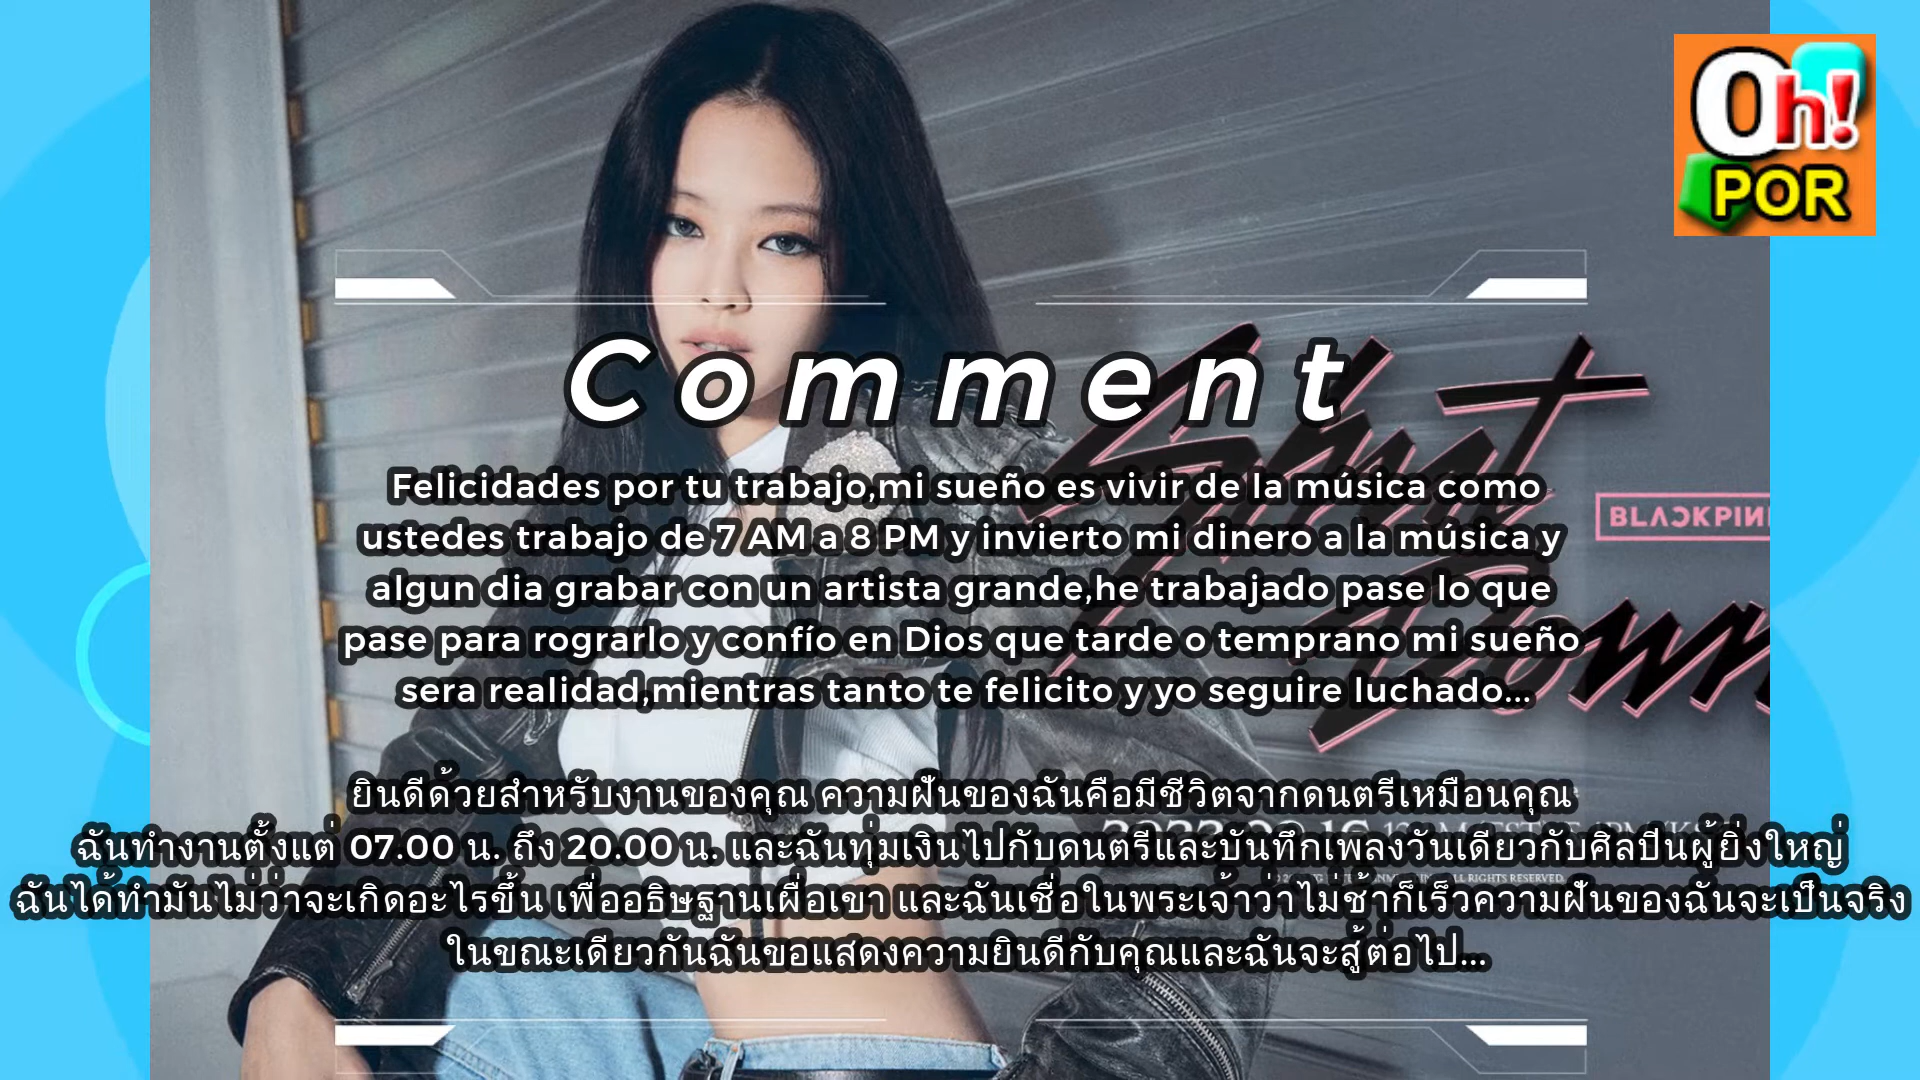 Oh!
POR
Comment
Shut
Down
BLACKPIN
Felicidades por tu trabajo,mi sueño es vivir de la música como
ustedes trabajo de 7 AM a 8 PM y invierto mi dinero a la música y
algun dia grabar con un artista grande,he trabajado pase lo que
pase para rograrlo y confío en Dios que tarde o temprano mi sueño
sera realidad,mientras tanto te felicito y yo seguire luchado...
ยินดีด้วยสำหรับงานของคุณ ความฝันของฉันคือมีชีวิตจากดนตรีเหมือนคุณ
ฉันทำงานตั้งแต่ 07.00 น. ถึง 20.00 น. และฉันทุ่มเงินไปกับดนตรีและบันทึกเพลงวันเดียวกับศิลปินผู้ยิ่งใหญ่
ฉันได้ทำมันไม่ว่าจะเกิดอะไรขึ้น เพื่ออธิษฐานเผื่อเขา และฉันเชื่อในพระเจ้าว่าไม่ช้าก็เร็วความฝันของฉันจะเป็นจริง
ในขณะเดียวกันฉันขอแสดงความยินดีกับคุณและฉันจะสู้ต่อไป...
ALL RIGHTS RESERVED.